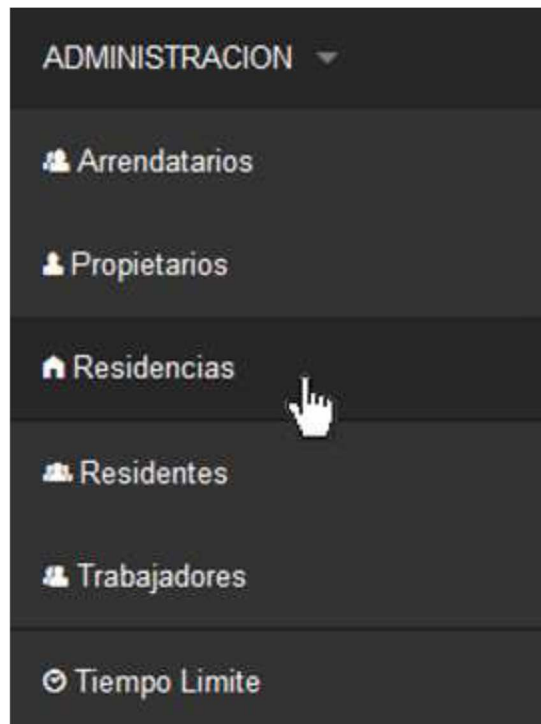 ADMINISTRACION
Arrendatarios
Propietarios
Residencias
Residentes
Trabajadores
Tiempo Limite